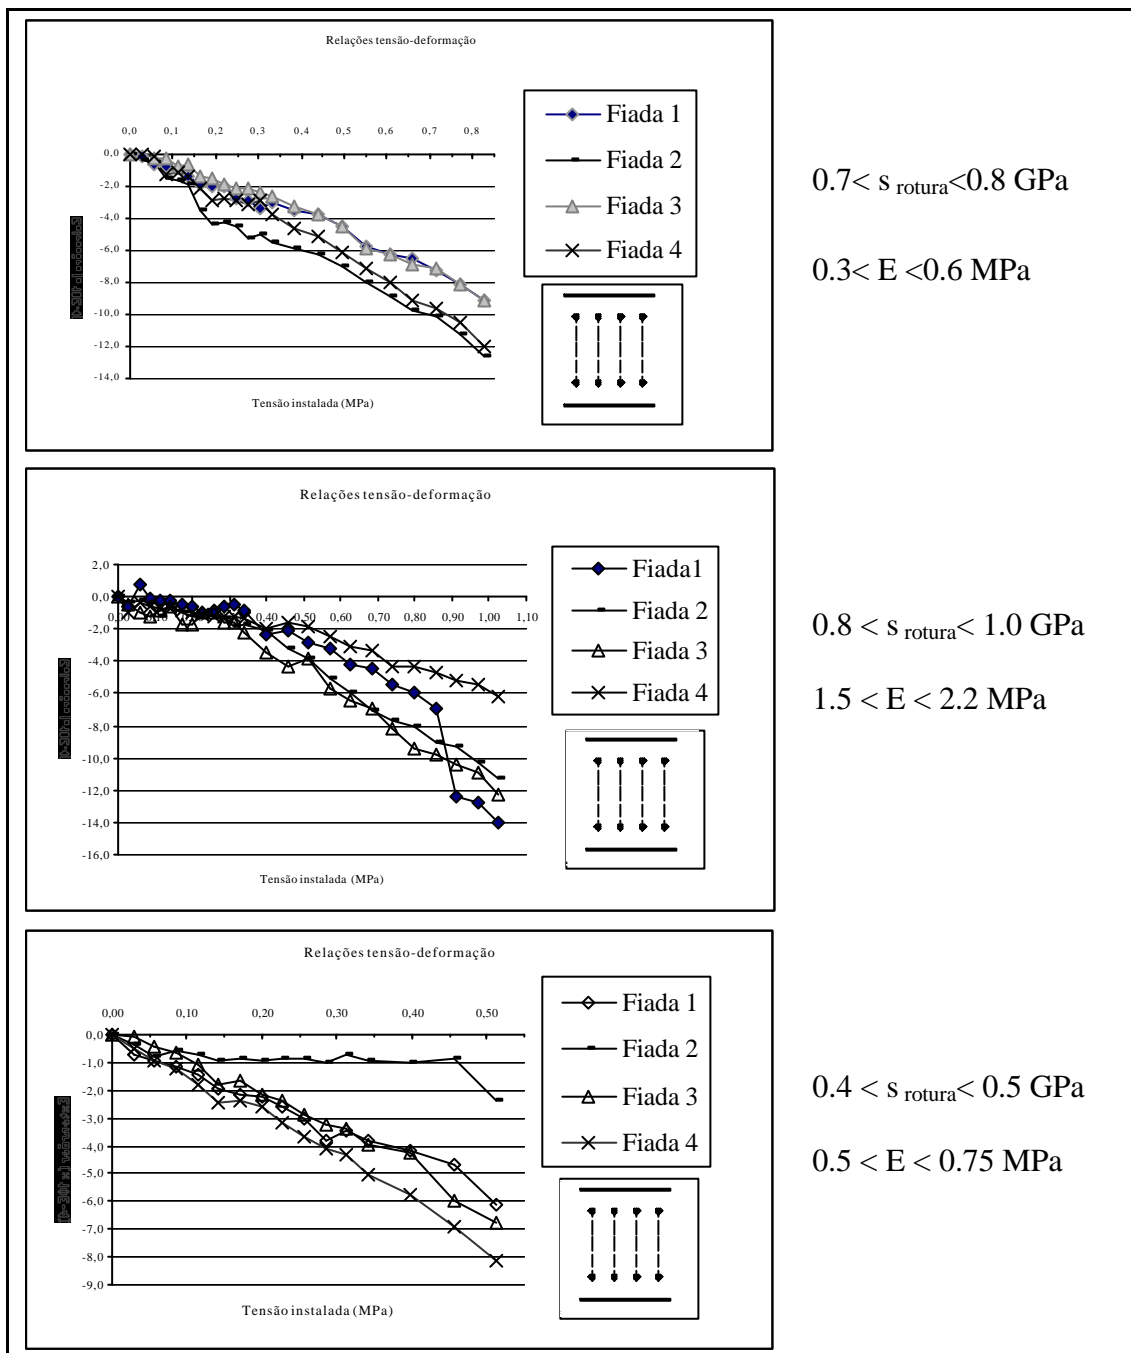 Relações tensão-deformação
0,0 0,1 0,2 0,3 0,4 0,5 0,6 0,7 0,8
0,0
-2,0
-4,0
-6,0
-8,0
-10,0
-12,0
-14,0
Tensão instalada (MPa)
Fiada 1
Fiada 2
Fiada 3
Fiada 4
0.7< s rotura<0.8 GPa
0.3< E <0.6 MPa
Relações tensão-deformação
2,0
0,0
-2,0
-4,0
-6,0
-8,0
-10,0
-12,0
-14,0
-16,0
0,00 0,10 0,20 0,30 0,40 0,50 0,60 0,70 0,80 0,90 1,00 1,10
Tensão instalada (MPa)
Fiada1
Fiada 2
Fiada 3
Fiada 4
0.8 < s rotura< 1.0 GPa
1.5 < E < 2.2 MPa
Relações tensão-deformação
0,00 0,10 0,20 0,30 0,40 0,50
0,0
-1,0
-2,0
-3,0
-4,0
-5,0
-6,0
-7,0
-8,0
-9,0
Tensão instalada (MPa)
Fiada 1
Fiada 2
Fiada 3
Fiada 4
0.4 < s rotura< 0.5 GPa
0.5 < E < 0.75 MPa